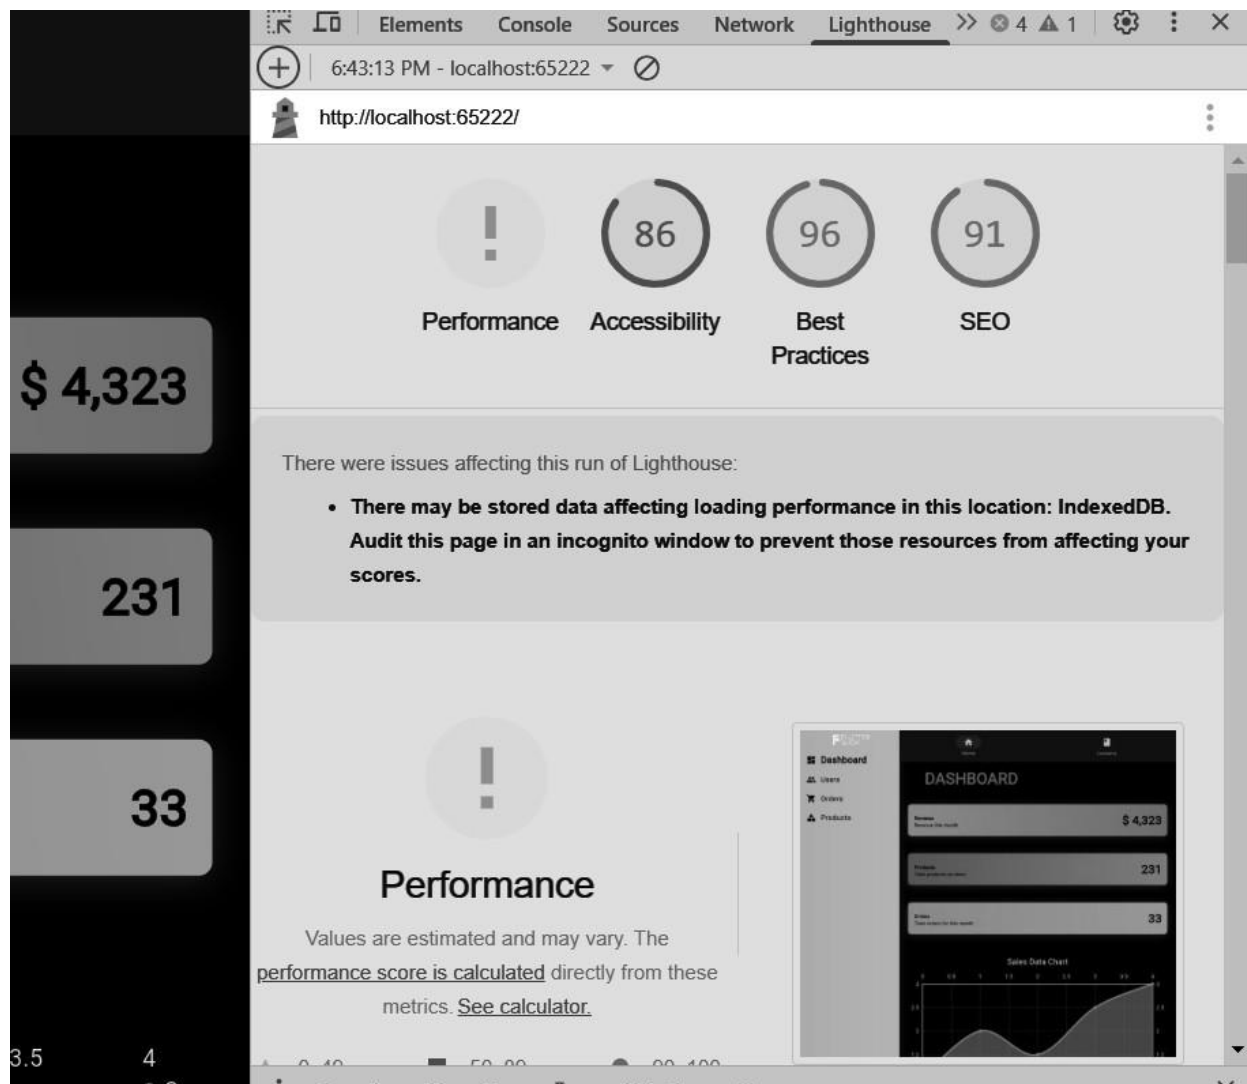 Elements Console Sources Network Lighthouse 4 1
6:43:13 PM - localhost:65222
http://localhost:65222/
86
96
91
Performance
Accessibility
Best
Practices
SEO
$ 4,323
231
33
3.5 4
There were issues affecting this run of Lighthouse:
• There may be stored data affecting loading performance in this location: IndexedDB.
Audit this page in an incognito window to prevent those resources from affecting your
scores.
Performance
Values are estimated and may vary. The
performance score is calculated directly from these
metrics. See calculator.
Dashboard
Users
Orders
Products
DASHBOARD
$ 4,323
231
33
Sales Data Chart